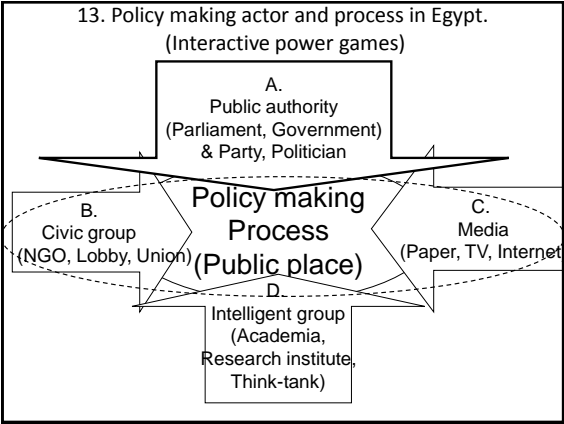 13. Policy making actor and process in Egypt.
(Interactive power games)
A.
Public authority
(Parliament, Government)
& Party, Politician
B.
Civic group
(NGO, Lobby, Union)
Policy making
Process
(Public place)
C.
Media
(Paper, TV, Internet
D.
Intelligent group
(Academia,
Research institute,
Think-tank)